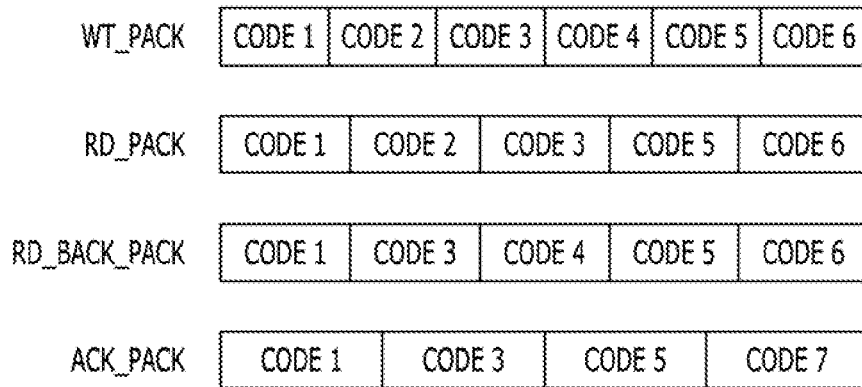 WT_PACK CODE 1 CODE 2 CODE 3 CODE 4 CODE 5 CODE 6
RD_PACK CODE 1 CODE 2 CODE 3 CODE 5 CODE 6
RD_BACK_PACK CODE 1 CODE 3 CODE 4 CODE 5 CODE 6
ACK_PACK CODE 1 CODE 3 CODE 5 CODE 7